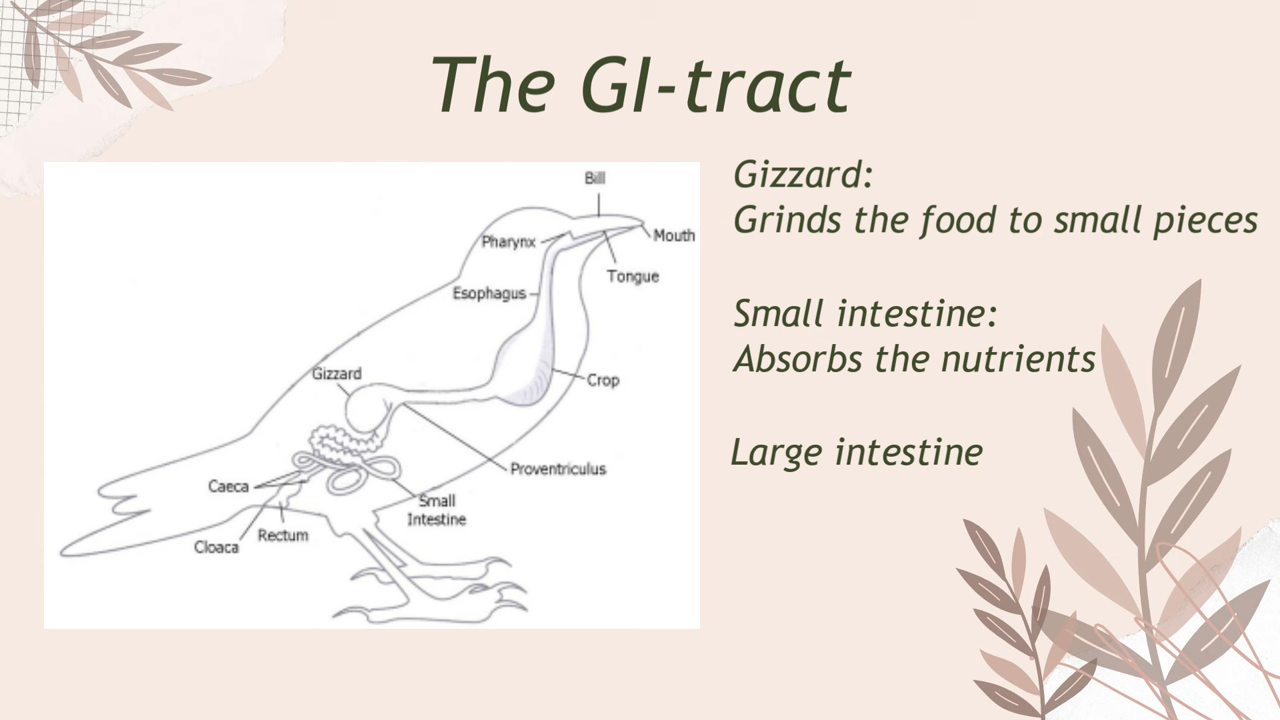 The GI-tract
Bill
Pharynx
Mouth
Tongue
Esophagus
Gizzard
Crop
Proventriculus
Caeca
Small
Intestine
Rectum
Cloaca
Gizzard:
Grinds the food to small pieces
Small intestine:
Absorbs the nutrients
Large intestine